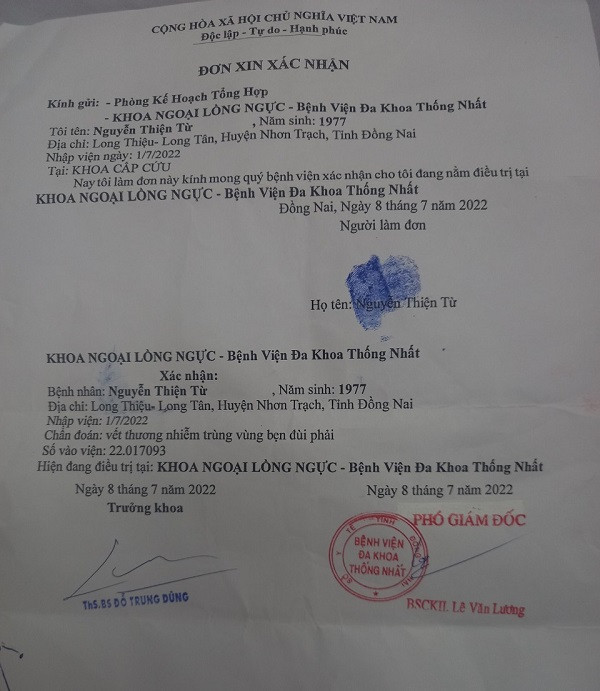 CỘNG HÒA XÃ HỘI CHỦ NGHĨA VIỆT NAM
Độc lập - Tự do - Hạnh phúc
ĐƠN XIN XÁC NHẬN
Kính gửi: - Phòng Kế Hoạch Tổng Hợp
- KHOA NGOẠI LỒNG NGỰC - Bệnh Viện Đa Khoa Thống Nhất
Tôi tên: Nguyễn Thiện Từ , Năm sinh: 1977
Địa chỉ: Long Thiệu- Long Tân, Huyện Nhơn Trạch, Tỉnh Đồng Nai
Nhập viện ngày: 1/7/2022
Tại: KHOA CẤP CỨU
Nay tôi làm đơn này kính mong quý bệnh viện xác nhận cho tôi đang nằm điều trị tại
KHOA NGOẠI LỒNG NGỰC - Bệnh Viện Đa Khoa Thống Nhất
Đồng Nai, Ngày 8 tháng 7 năm 2022
Người làm đơn
Họ tên: Nguyễn Thiện Từ
KHOA NGOẠI LỒNG NGỰC - Bệnh Viện Đa Khoa Thống Nhất
Xác nhận:
Bệnh nhân: Nguyễn Thiện Từ , Năm sinh: 1977
Địa chỉ: Long Thiệu- Long Tân, Huyện Nhơn Trạch, Tỉnh Đồng Nai
Nhập viện: 1/7/2022
Chẩn đoán: vết thương nhiễm trùng vùng bẹn đùi phải
Số vào viện: 22.017093
Hiện đang điều trị tại: KHOA NGOẠI LỒNG NGỰC - Bệnh Viện Đa Khoa Thống Nhất
Ngày 8 tháng 7 năm 2022 Ngày 8 tháng 7 năm 2022
Trưởng khoa PHÓ GIÁM ĐỐC
SỞ Y TẾ TỈNH ĐỒNG NAI
BỆNH VIỆN
ĐA KHOA
THỐNG NHẤT
ThS.BS ĐỖ TRUNG DŨNG BSCKII. Lê Văn Lương